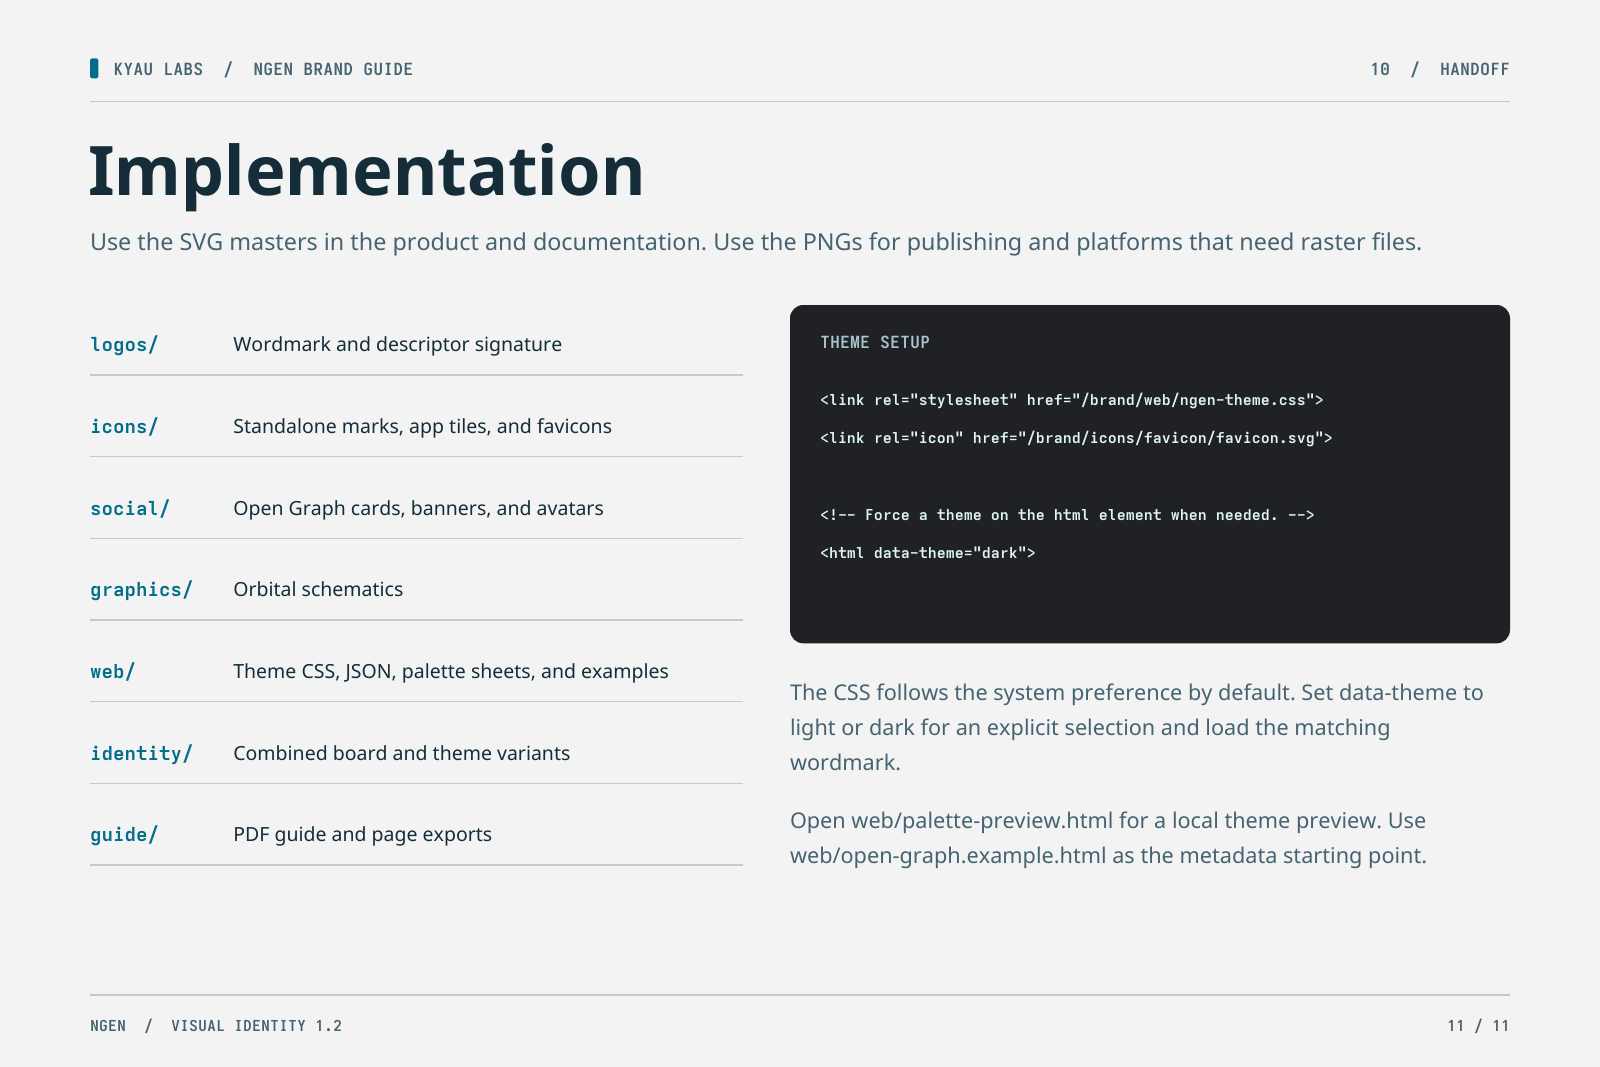 KYAU LABS / NGEN BRAND GUIDE
10 / HANDOFF
Implementation
Use the SVG masters in the product and documentation. Use the PNGs for publishing and platforms that need raster files.
logos/ Wordmark and descriptor signature
icons/ Standalone marks, app tiles, and favicons
social/ Open Graph cards, banners, and avatars
graphics/ Orbital schematics
web/ Theme CSS, JSON, palette sheets, and examples
identity/ Combined board and theme variants
guide/ PDF guide and page exports
THEME SETUP
<link rel="stylesheet" href="/brand/web/ngen-theme.css">
<link rel="icon" href="/brand/icons/favicon/favicon.svg">
<!-- Force a theme on the html element when needed. -->
<html data-theme="dark">
The CSS follows the system preference by default. Set data-theme to
light or dark for an explicit selection and load the matching
wordmark.
Open web/palette-preview.html for a local theme preview. Use
web/open-graph.example.html as the metadata starting point.
NGEN / VISUAL IDENTITY 1.2
11 / 11